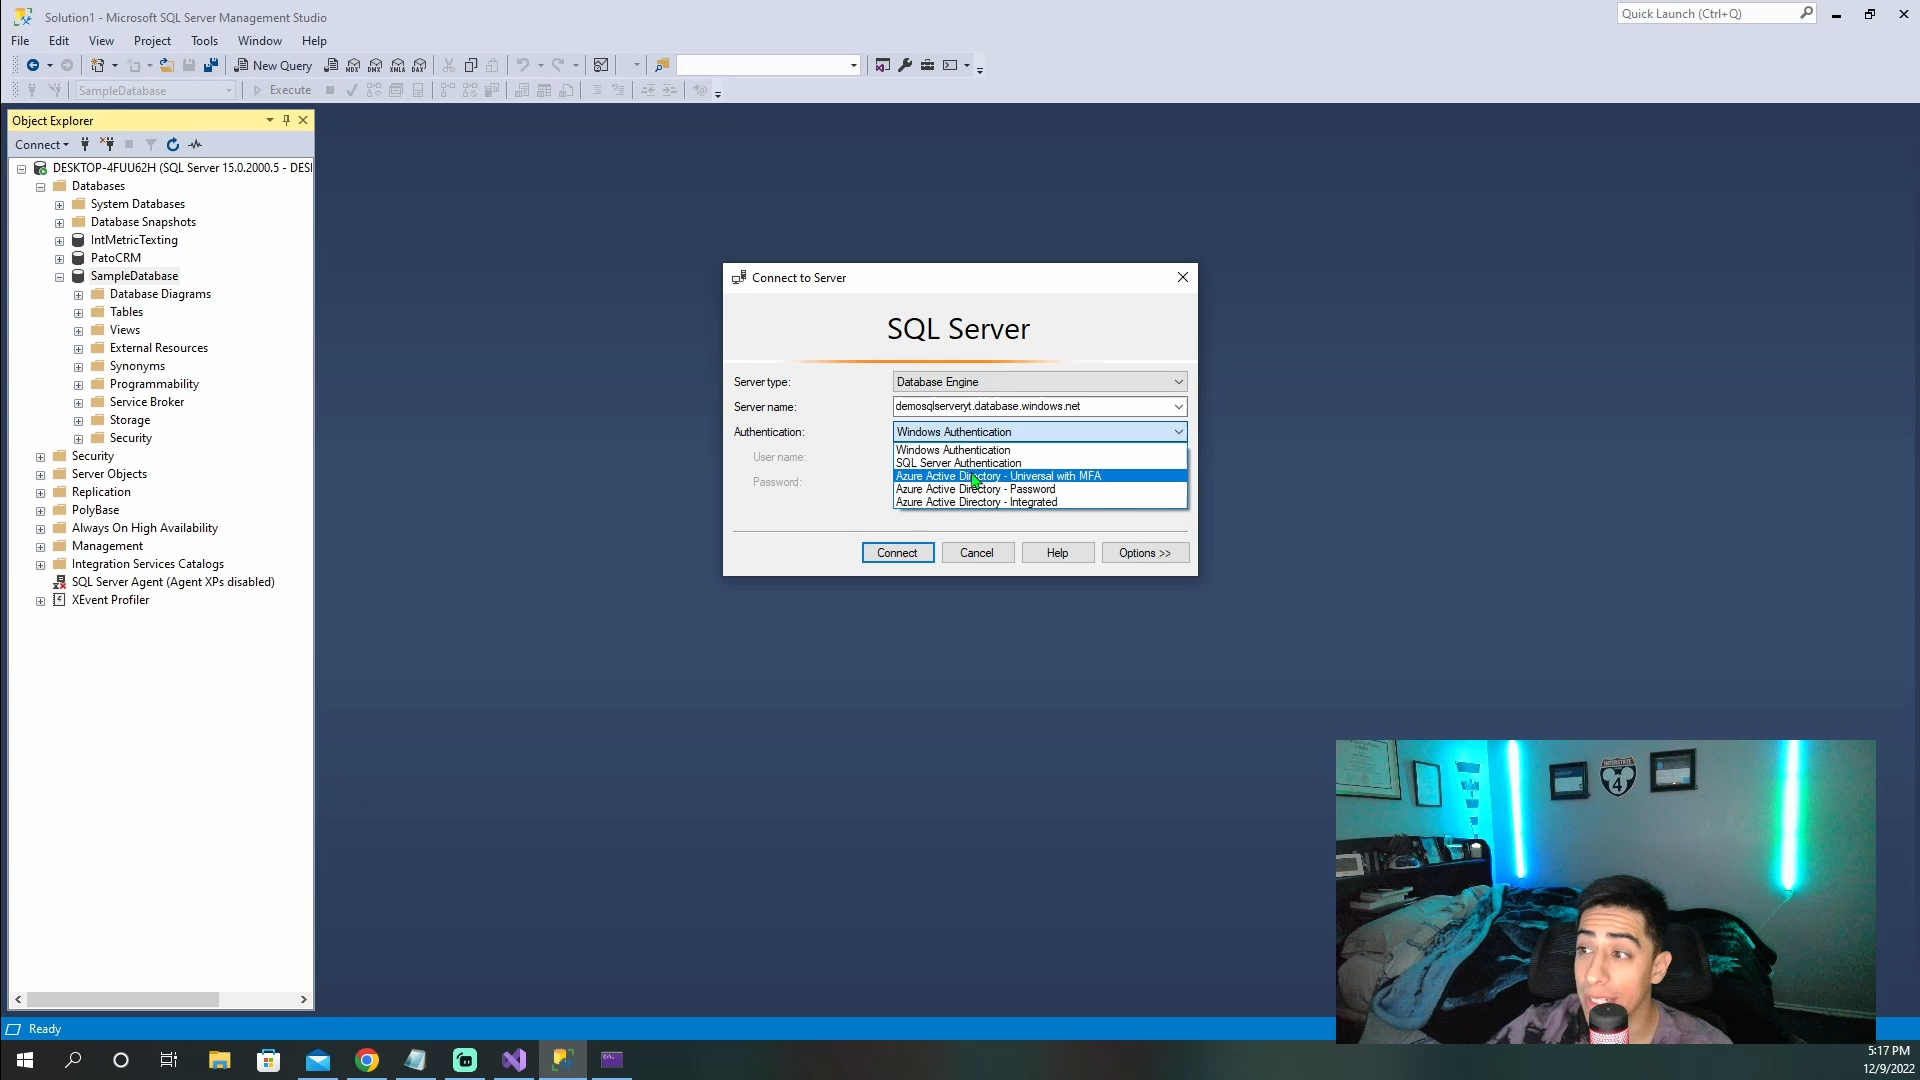 Solution1 - Microsoft SQL Server Management Studio
Quick Launch (Ctrl+Q)
File Edit View Project Tools Window Help
New Query
MDX DMX XMLA DAX
SampleDatabase
Execute
Object Explorer
Connect
DESKTOP-4FUU62H (SQL Server 15.0.2000.5 - DESI
Databases
System Databases
Database Snapshots
IntMetricTexting
PatoCRM
SampleDatabase
Database Diagrams
Tables
Views
External Resources
Synonyms
Programmability
Service Broker
Storage
Security
Security
Server Objects
Replication
PolyBase
Always On High Availability
Management
Integration Services Catalogs
SQL Server Agent (Agent XPs disabled)
XEvent Profiler
Connect to Server
SQL Server
Server type: Database Engine
Server name: demosqlserveryt.database.windows.net
Authentication: Windows Authentication
Windows Authentication
SQL Server Authentication
Azure Active Directory - Universal with MFA
Azure Active Directory - Password
Azure Active Directory - Integrated
User name:
Password:
Connect Cancel Help Options >>
INTERSTATE
4
Ready
5:17 PM
12/9/2022